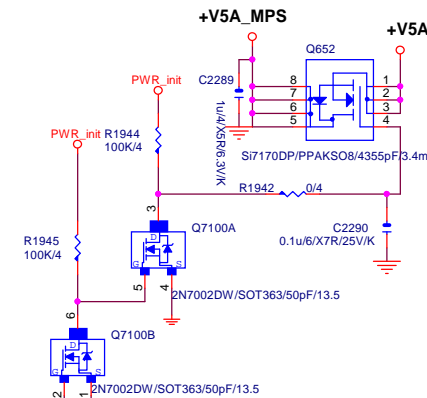 +V5A_MPS
+V5A
Q652
PWR_init
C2289
1u/4/X5R/6.3V/K
8
7
6
5
1
2
3
4
Si7170DP/PPAKSO8/4355pF/3.4m
PWR_init
R1944
100K/4
R1942
0/4
3
Q7100A
D
G
S
C2290
0.1u/6/X7R/25V/K
R1945
100K/4
5
4
2N7002DW/SOT363/50pF/13.5
6
Q7100B
D
G
S
2
1
2N7002DW/SOT363/50pF/13.5